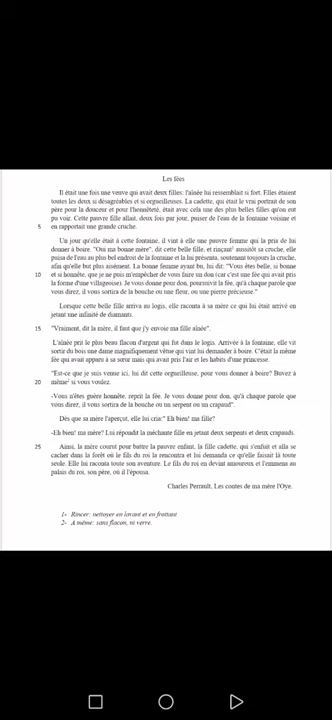 Les fées
Il était une fois une veuve qui avait deux filles: l'aînée lui ressemblait si fort. Elles étaient
toutes les deux si désagréables et si orgueilleuses. La cadette, qui était le vrai portrait de son
père pour la douceur et pour l'honnêteté, était avec cela une des plus belles filles qu'on eut
pu voir. Cette pauvre fille allait, deux fois par jour, puiser de l'eau de la fontaine voisine et
5 en rapportait une grande cruche.
Un jour qu'elle était à cette fontaine, il vint à elle une pauvre femme qui la pria de lui
donner à boire. "Oui ma bonne mère", dit cette belle fille, et rinçant¹ aussitôt sa cruche, elle
puisa de l'eau au plus bel endroit de la fontaine et la lui présenta, soutenant toujours la cruche,
afin qu'elle but plus aisément. La bonne femme ayant bu, lui dit: "Vous êtes belle, si bonne
10 et si honnête, que je ne puis m'empêcher de vous faire un don (car c'est une fée qui avait pris
la forme d'une villageoise). Je vous donne pour don, poursuivit la fée, qu'à chaque parole que
vous direz, il vous sortira de la bouche ou une fleur, ou une pierre précieuse."
Lorsque cette belle fille arriva au logis, elle raconta à sa mère ce qui lui était arrivé en
jetant une infinité de diamants.
15 "Vraiment, dit la mère, il faut que j'y envoie ma fille aînée".
L'aînée prit le plus beau flacon d'argent qui fut dans le logis. Arrivée à la fontaine, elle vit
sortir du bois une dame magnifiquement vêtue qui vint lui demander à boire. C'était la même
fée qui avait apparu à sa sœur mais qui avait pris l'air et les habits d'une princesse.
"Est-ce que je suis venue ici, lui dit cette orgueilleuse, pour vous donner à boire? Buvez à
20 même² si vous voulez.
-Vous n'êtes guère honnête, reprit la fée. Je vous donne pour don, qu'à chaque parole que
vous direz, il vous sortira de la bouche ou un serpent ou un crapaud".
Dès que sa mère l'aperçut, elle lui cria:" Eh bien! ma fille?
-Eh bien! ma mère? Lui répondit la méchante fille en jetant deux serpents et deux crapauds.
25 Ainsi, la mère courut pour battre la pauvre enfant, la fille cadette, qui s'enfuit et alla se
cacher dans la forêt où le fils du roi la rencontra et lui demanda ce qu'elle faisait là toute
seule. Elle lui raconta toute son aventure. Le fils du roi en devint amoureux et l'emmena au
palais du roi, son père, où il l'épousa.
Charles Perrault, Les contes de ma mère l'Oye.
1- Rincer: nettoyer en lavant et en frottant
2- A même: sans flacon, ni verre.